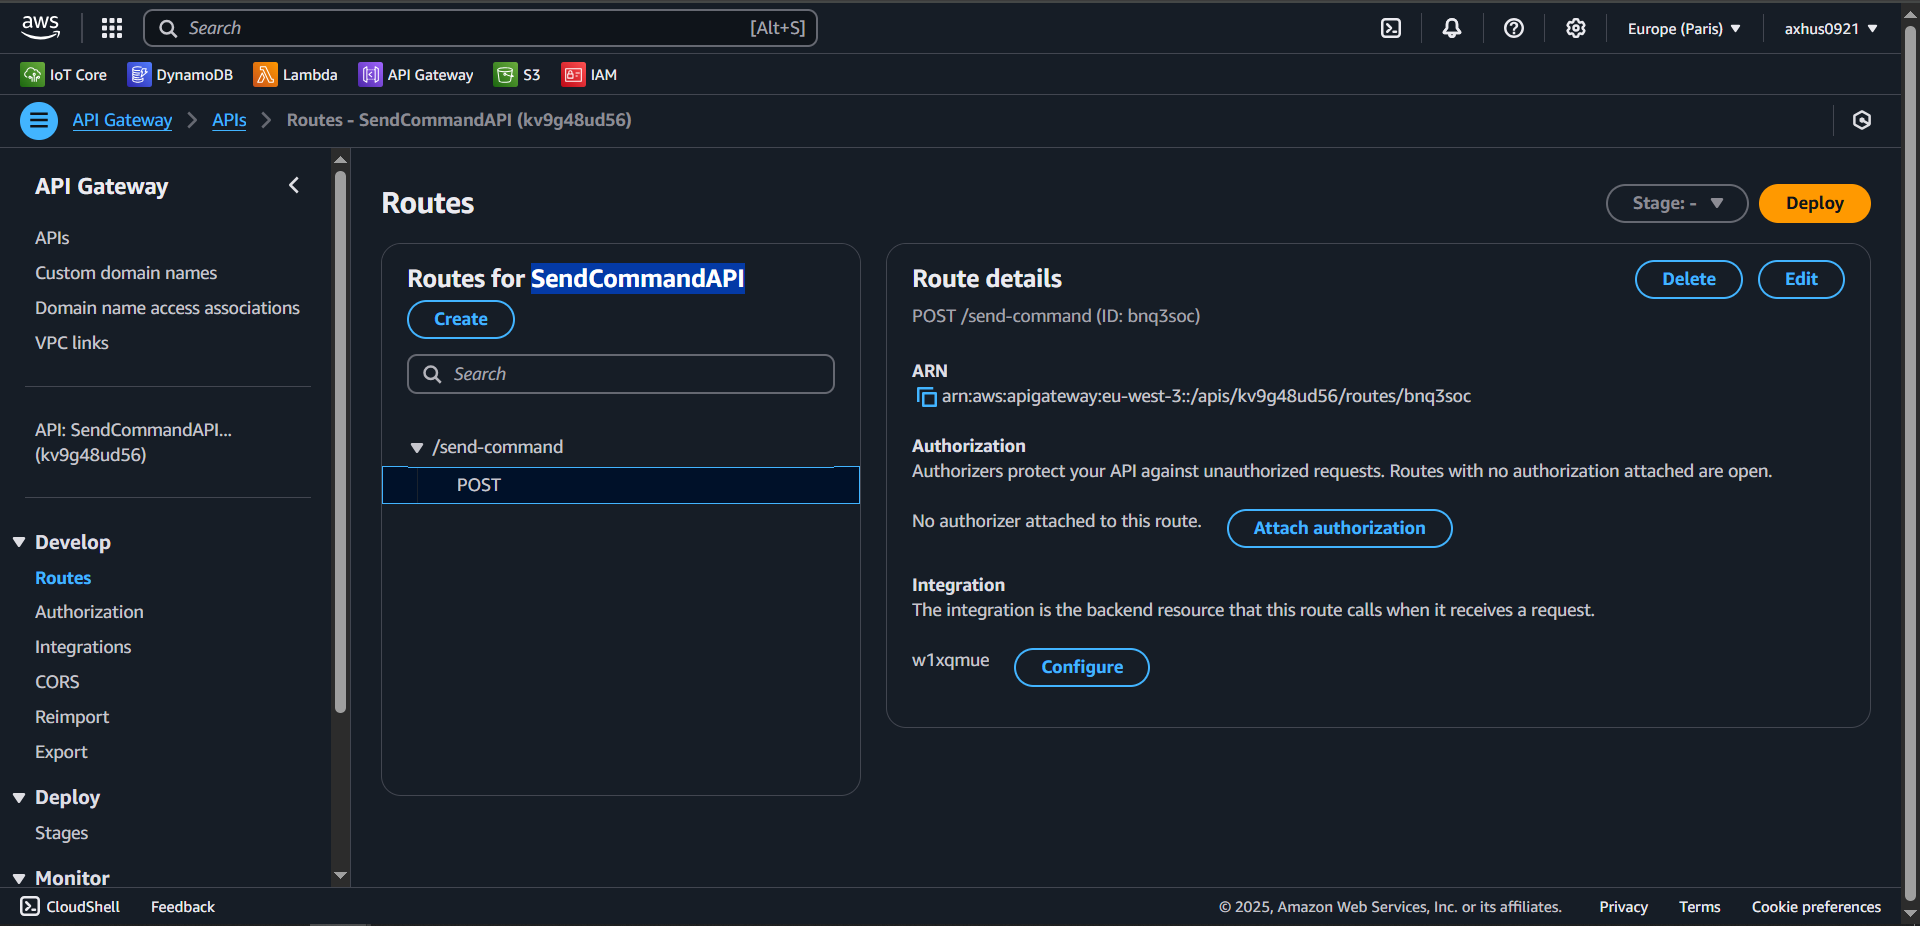 aws
Search [Alt+S]
Europe (Paris)
axhus0921
IoT Core DynamoDB Lambda API Gateway S3 IAM
API Gateway APIs Routes - SendCommandAPI (kv9g48ud56)
API Gateway
APIs
Custom domain names
Domain name access associations
VPC links
API: SendCommandAPI...
(kv9g48ud56)
Develop
Routes
Authorization
Integrations
CORS
Reimport
Export
Deploy
Stages
Monitor
Routes
Stage: -
Deploy
Routes for SendCommandAPI
Create
Search
/send-command
POST
Route details
Delete
Edit
POST /send-command (ID: bnq3soc)
ARN
arn:aws:apigateway:eu-west-3::/apis/kv9g48ud56/routes/bnq3soc
Authorization
Authorizers protect your API against unauthorized requests. Routes with no authorization attached are open.
No authorizer attached to this route.
Attach authorization
Integration
The integration is the backend resource that this route calls when it receives a request.
w1xqmue
Configure
CloudShell Feedback © 2025, Amazon Web Services, Inc. or its affiliates. Privacy Terms Cookie preferences